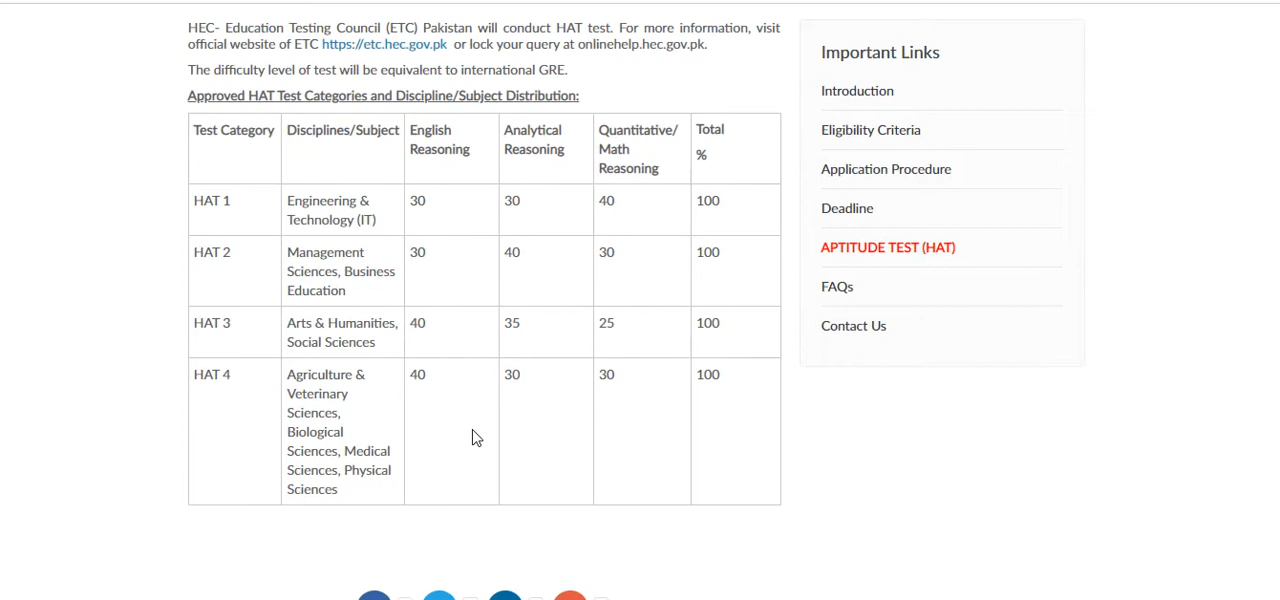 HEC- Education Testing Council (ETC) Pakistan will conduct HAT test. For more information, visit
official website of ETC https://etc.hec.gov.pk or lock your query at onlinehelp.hec.gov.pk.
The difficulty level of test will be equivalent to international GRE.
Approved HAT Test Categories and Discipline/Subject Distribution:
Test Category Disciplines/Subject English Reasoning Analytical Reasoning Quantitative/ Math Reasoning Total %
HAT 1 Engineering & Technology (IT) 30 30 40 100
HAT 2 Management Sciences, Business Education 30 40 30 100
HAT 3 Arts & Humanities, Social Sciences 40 35 25 100
HAT 4 Agriculture & Veterinary Sciences, Biological Sciences, Medical Sciences, Physical Sciences 40 30 30 100
Important Links
Introduction
Eligibility Criteria
Application Procedure
Deadline
APTITUDE TEST (HAT)
FAQs
Contact Us